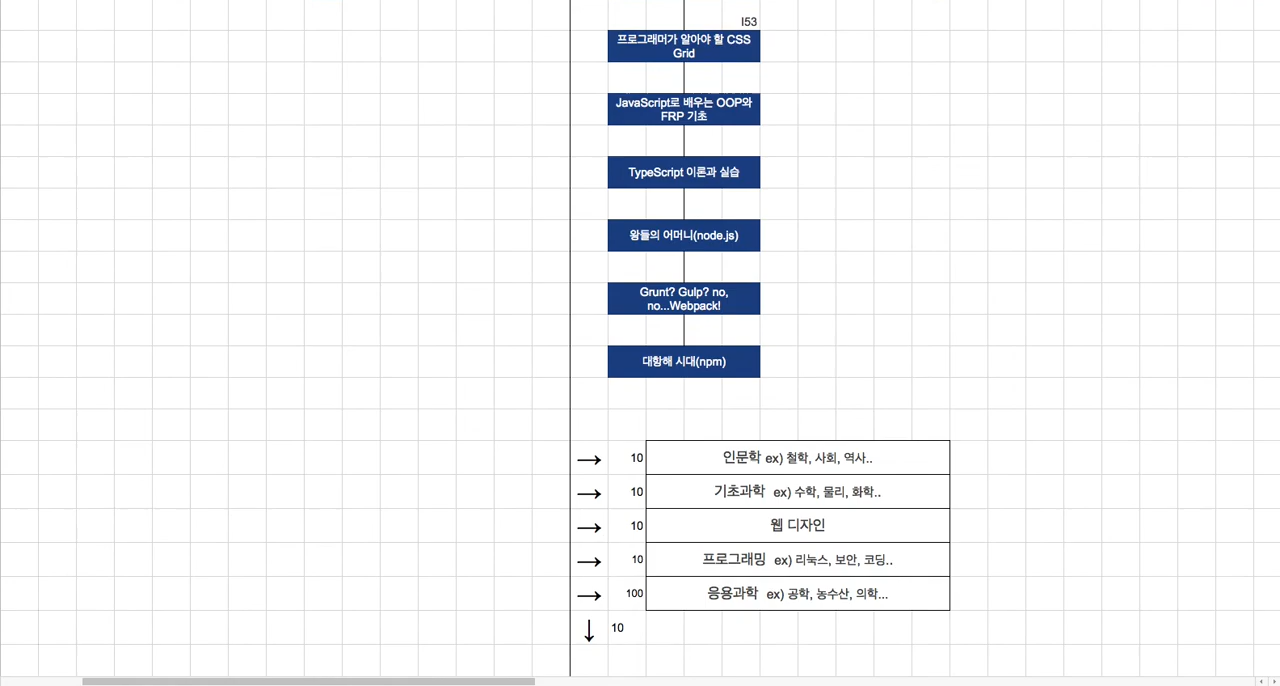 I53
프로그래머가 알아야 할 CSS
Grid
JavaScript로 배우는 OOP와
FRP 기초
TypeScript 이론과 실습
왕들의 어머니(node.js)
Grunt? Gulp? no,
no...Webpack!
대항해 시대(npm)
→ 10 인문학 ex) 철학, 사회, 역사..
→ 10 기초과학 ex) 수학, 물리, 화학..
→ 10 웹 디자인
→ 10 프로그래밍 ex) 리눅스, 보안, 코딩..
→ 100 응용과학 ex) 공학, 농수산, 의학...
↓ 10